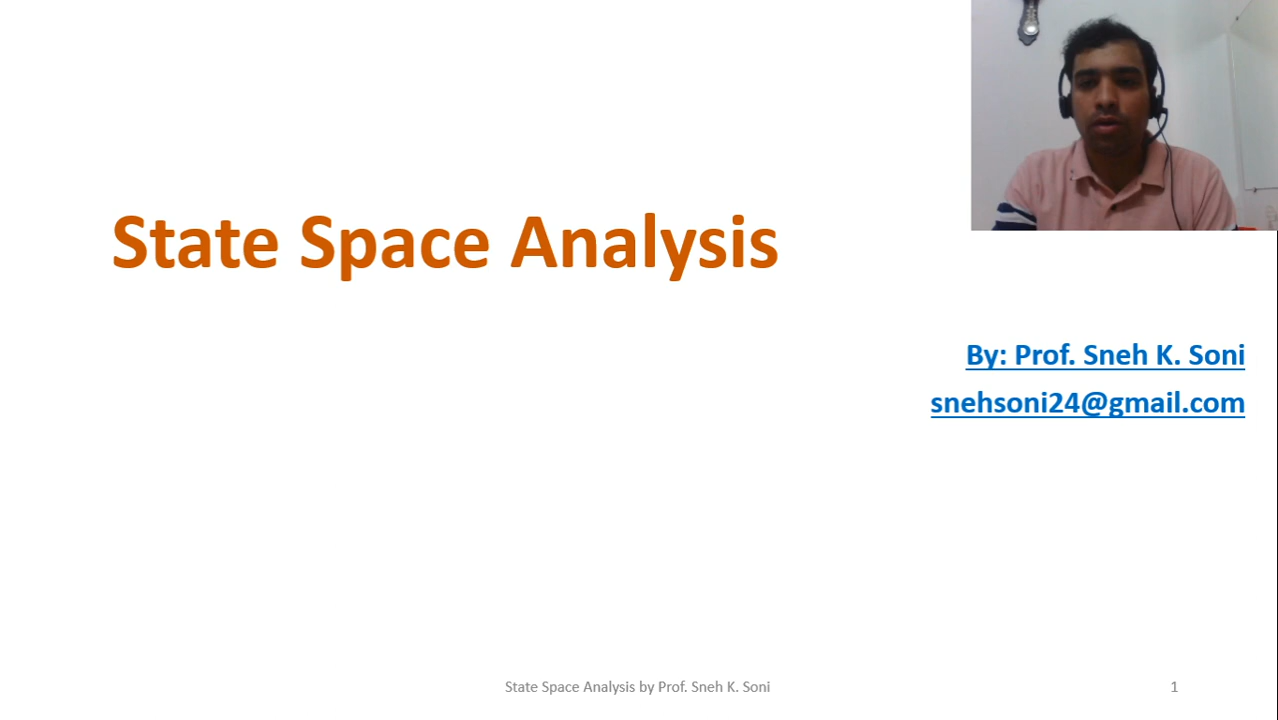 State Space Analysis
By: Prof. Sneh K. Soni
snehsoni24@gmail.com
State Space Analysis by Prof. Sneh K. Soni
1